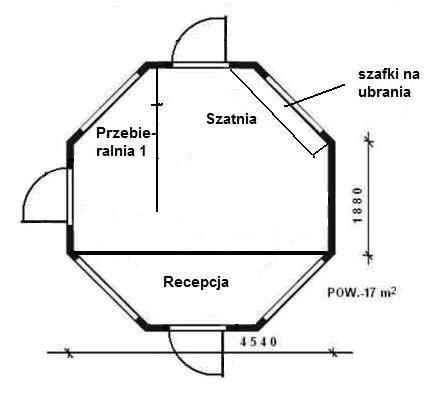 szafki na
ubrania
Szatnia
Przebie-
ralnia 1
1880
Recepcja
POW.-17 m²
4540